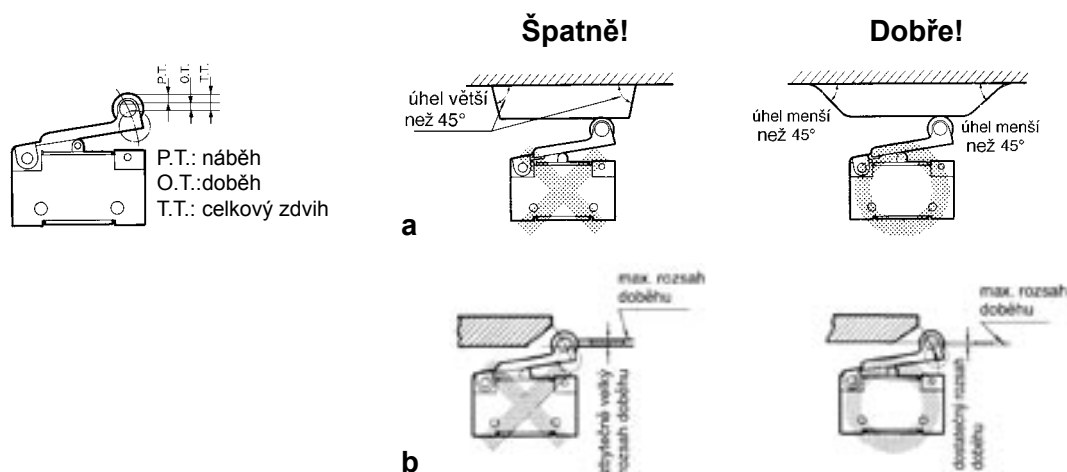 Špatně!
Dobře!
P.T.
O.T.
T.T.
P.T.: náběh
O.T.:doběh
T.T.: celkový zdvih
úhel větší
než 45°
úhel menší
než 45°
úhel menší
než 45°
a
max. rozsah
doběhu
zbytečně velký
rozsah doběhu
max. rozsah
doběhu
dostatečný rozsah
doběhu
b